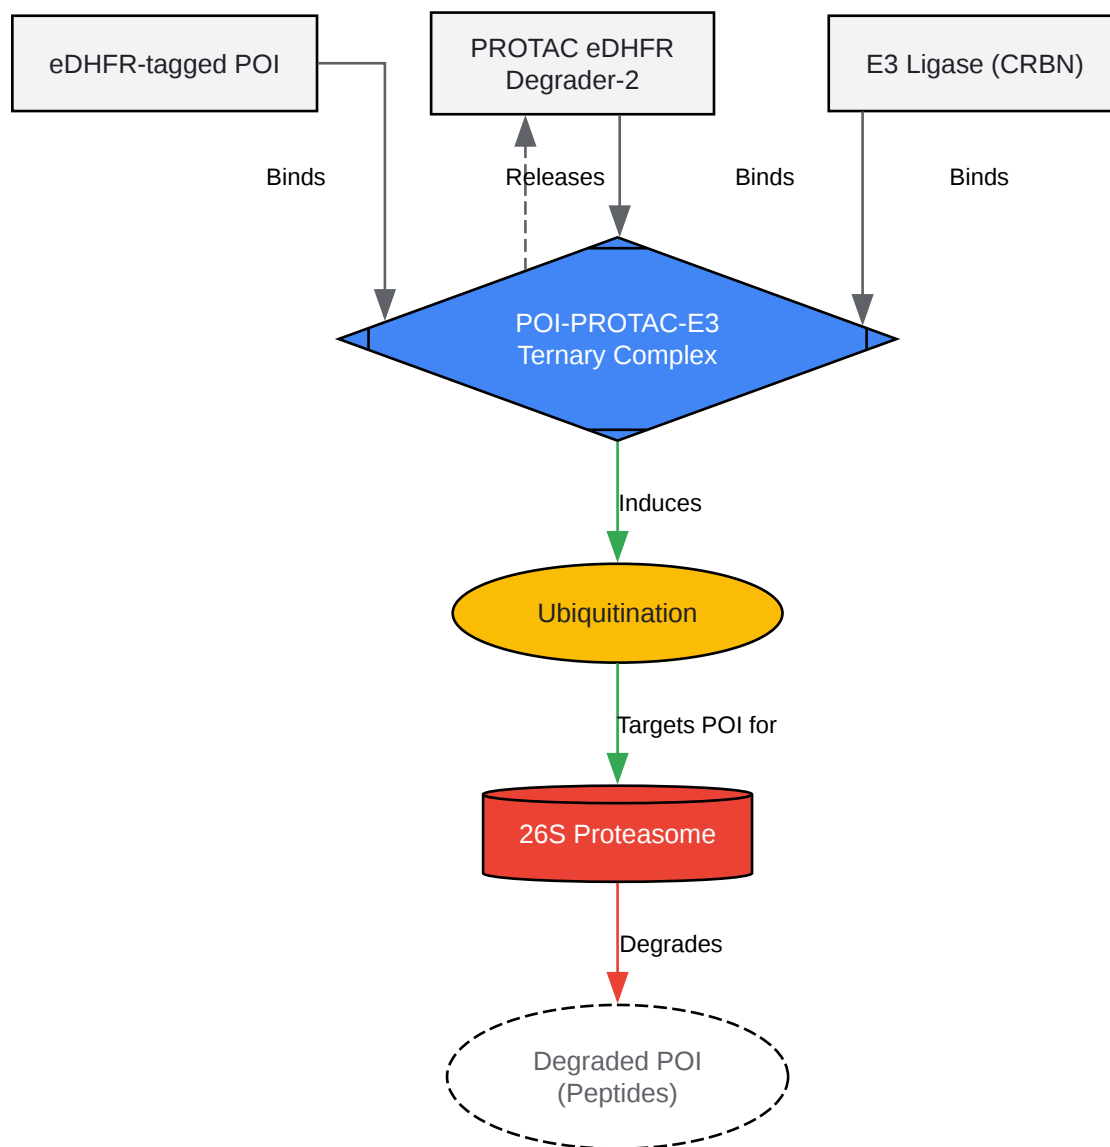 eDHFR-tagged POI
PROTAC eDHFR
Degrader-2
E3 Ligase (CRBN)
Binds
Releases
Binds
Binds
POI-PROTAC-E3
Ternary Complex
Induces
Ubiquitination
Targets POI for
26S Proteasome
Degrades
Degraded POI
(Peptides)